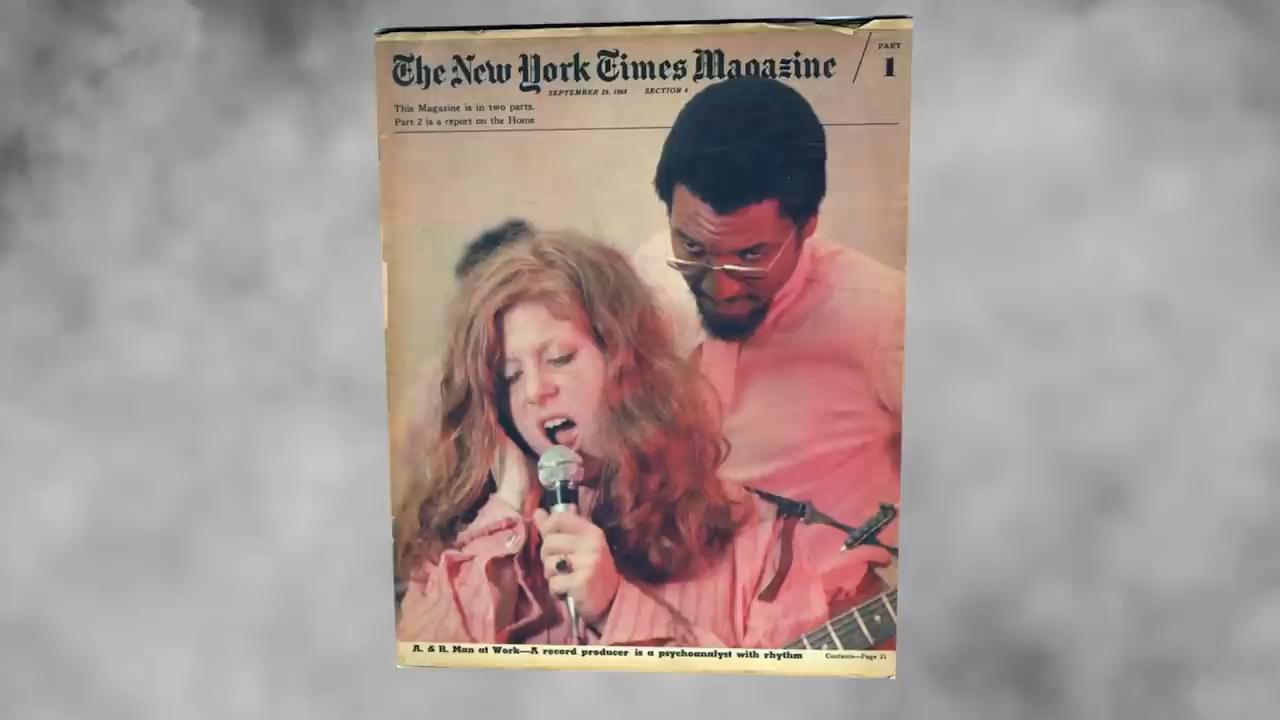 The New York Times Magazine
PART
1
SEPTEMBER 29, 1968 SECTION 6
This Magazine is in two parts.
Part 2 is a report on the Home
A. & R. Man at Work—A record producer is a psychoanalyst with rhythm
Contents—Page 21